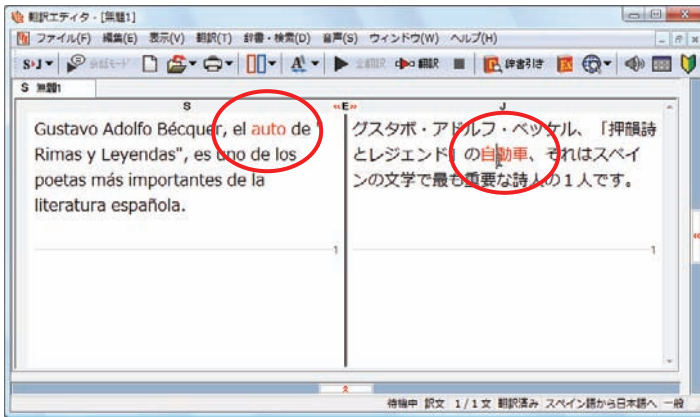 翻訳エディタ - [無題1]
ファイル(F) 編集(E) 表示(V) 翻訳(T) 辞書・検索(D) 音声(S) ウィンドウ(W) ヘルプ(H)
S›J 全翻訳 翻訳 辞書引き
S 無題1
S «E» J
Gustavo Adolfo Bécquer, el auto de "
Rimas y Leyendas", es uno de los
poetas más importantes de la
literatura española.
1
グスタボ・アドルフ・ベッケル、「押韻詩
とレジェンド」の自動車、それはスペイ
ンの文学で最も重要な詩人の1人です。
1
待機中 訳文 1/1文 翻訳済み スペイン語から日本語へ 一般